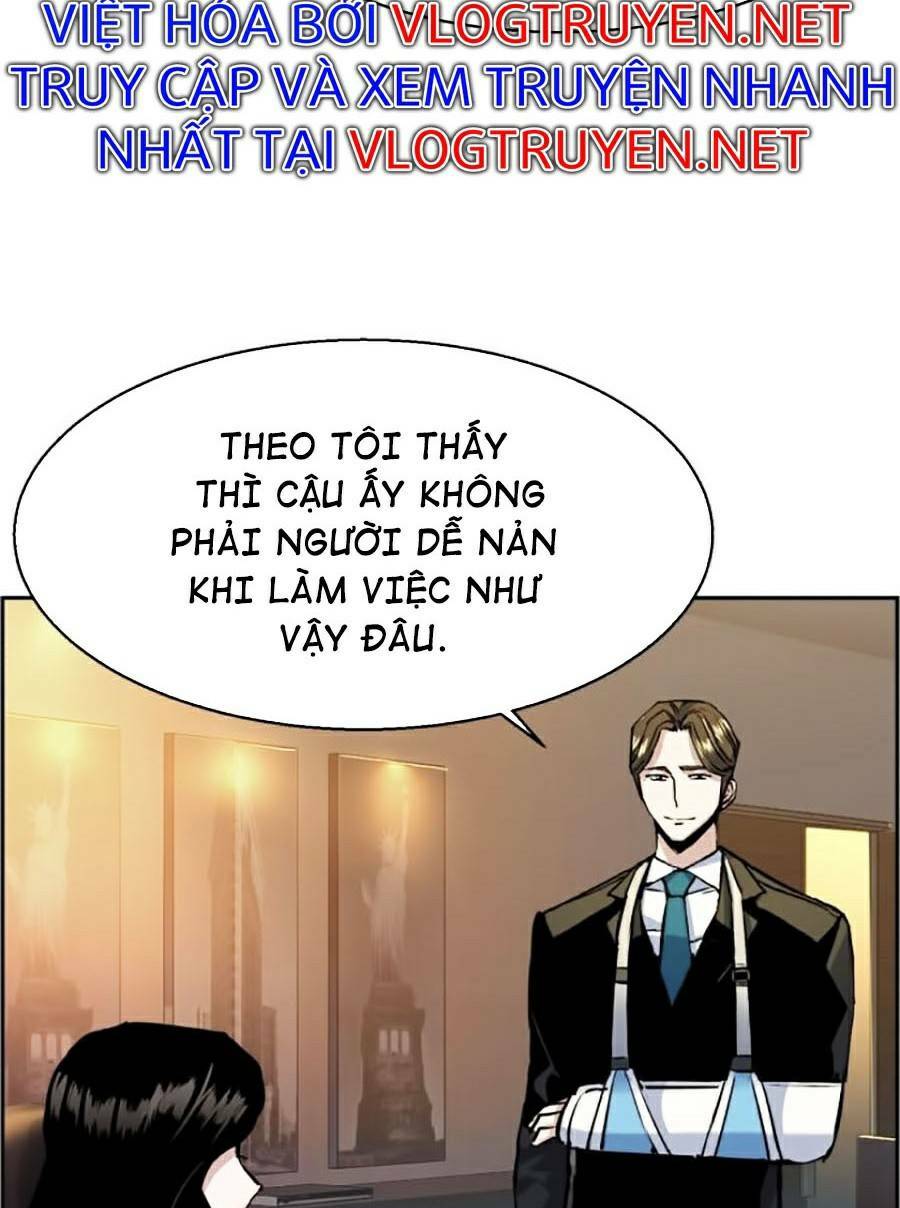 VIỆT HÓA BỞI VLOGTRUYEN.NET
TRUY CẬP VÀ XEM TRUYỆN NHANH
NHẤT TẠI VLOGTRUYEN.NET
THEO TÔI THẤY
THÌ CẬU ẤY KHÔNG
PHẢI NGƯỜI DỄ NẢN
KHI LÀM VIỆC NHƯ
VẬY ĐÂU.